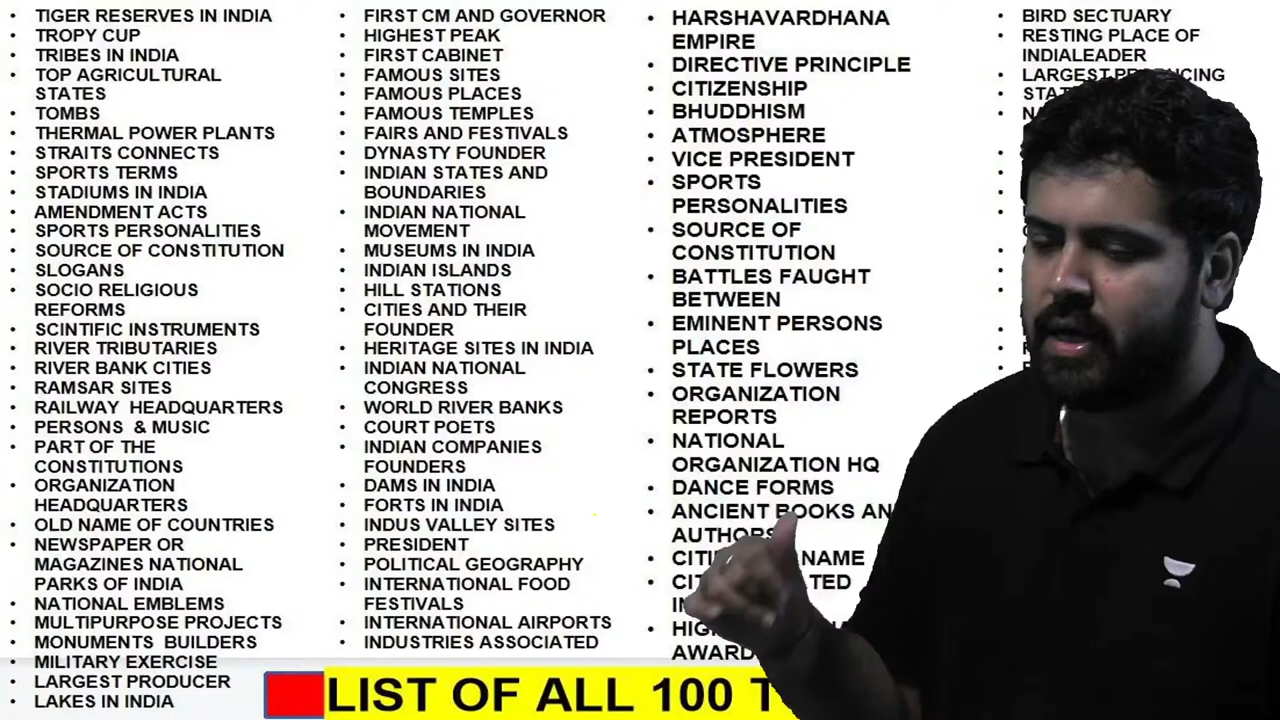 • TIGER RESERVES IN INDIA
• TROPY CUP
• TRIBES IN INDIA
• TOP AGRICULTURAL
STATES
• TOMBS
• THERMAL POWER PLANTS
• STRAITS CONNECTS
• SPORTS TERMS
• STADIUMS IN INDIA
• AMENDMENT ACTS
• SPORTS PERSONALITIES
• SOURCE OF CONSTITUTION
• SLOGANS
• SOCIO RELIGIOUS
REFORMS
• SCINTIFIC INSTRUMENTS
• RIVER TRIBUTARIES
• RIVER BANK CITIES
• RAMSAR SITES
• RAILWAY HEADQUARTERS
• PERSONS & MUSIC
• PART OF THE
CONSTITUTIONS
• ORGANIZATION
HEADQUARTERS
• OLD NAME OF COUNTRIES
• NEWSPAPER OR
MAGAZINES NATIONAL
PARKS OF INDIA
• NATIONAL EMBLEMS
• MULTIPURPOSE PROJECTS
• MONUMENTS BUILDERS
• MILITARY EXERCISE
• LARGEST PRODUCER
• LAKES IN INDIA
• FIRST CM AND GOVERNOR
• HIGHEST PEAK
• FIRST CABINET
• FAMOUS SITES
• FAMOUS PLACES
• FAMOUS TEMPLES
• FAIRS AND FESTIVALS
• DYNASTY FOUNDER
• INDIAN STATES AND
BOUNDARIES
• INDIAN NATIONAL
MOVEMENT
• MUSEUMS IN INDIA
• INDIAN ISLANDS
• HILL STATIONS
• CITIES AND THEIR
FOUNDER
• HERITAGE SITES IN INDIA
• INDIAN NATIONAL
CONGRESS
• WORLD RIVER BANKS
• COURT POETS
• INDIAN COMPANIES
FOUNDERS
• DAMS IN INDIA
• FORTS IN INDIA
• INDUS VALLEY SITES
• PRESIDENT
• POLITICAL GEOGRAPHY
• INTERNATIONAL FOOD
FESTIVALS
• INTERNATIONAL AIRPORTS
• INDUSTRIES ASSOCIATED
• HARSHAVARDHANA
EMPIRE
• DIRECTIVE PRINCIPLE
• CITIZENSHIP
• BHUDDHISM
• ATMOSPHERE
• VICE PRESIDENT
• SPORTS
PERSONALITIES
• SOURCE OF
CONSTITUTION
• BATTLES FAUGHT
BETWEEN
• EMINENT PERSONS
PLACES
• STATE FLOWERS
• ORGANIZATION
REPORTS
• NATIONAL
ORGANIZATION HQ
• DANCE FORMS
• ANCIENT BOOKS
AUTHORS
• BIRD SECTUARY
• RESTING PLACE OF
INDIALEADER
• LARGEST PRODUCING
LIST OF ALL 100